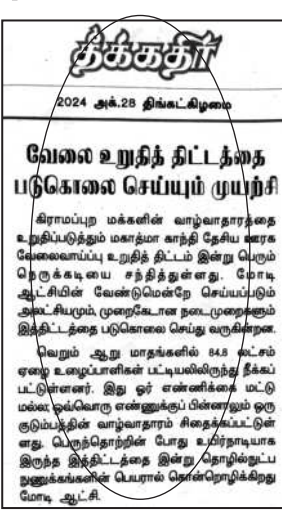 தீக்கதிர்
2024 அக்.28 திங்கட்கிழமை
வேலை உறுதித் திட்டத்தை
படுகொலை செய்யும் முயற்சி
கிராமப்புற மக்களின் வாழ்வாதாரத்தை
உறுதிப்படுத்தும் மகாத்மா காந்தி தேசிய ஊரக
வேலைவாய்ப்பு உறுதித் திட்டம் இன்று பெரும்
நெருக்கடியை சந்தித்துள்ளது. மோடி
ஆட்சியின் வேண்டுமென்றே செய்யப்படும்
அலட்சியமும், முறைகேடான நடைமுறைகளும்
இத்திட்டத்தை படுகொலை செய்து வருகின்றன.
வெறும் ஆறு மாதங்களில் 84.8 லட்சம்
ஏழை உழைப்பாளிகள் பட்டியலிலிருந்து நீக்கப்
பட்டுள்ளனர். இது ஓர் எண்ணிக்கை மட்டு
மல்ல; ஒவ்வொரு எண்ணுக்குப் பின்னாலும் ஒரு
குடும்பத்தின் வாழ்வாதாரம் சிதைக்கப்பட்டுள்
ளது. பெருந்தொற்றின் போது உயிர்நாடியாக
இருந்த இத்திட்டத்தை இன்று தொழில்நுட்ப
நுணுக்கங்களின் பெயரால் கொன்றொழிக்கிறது
மோடி ஆட்சி.